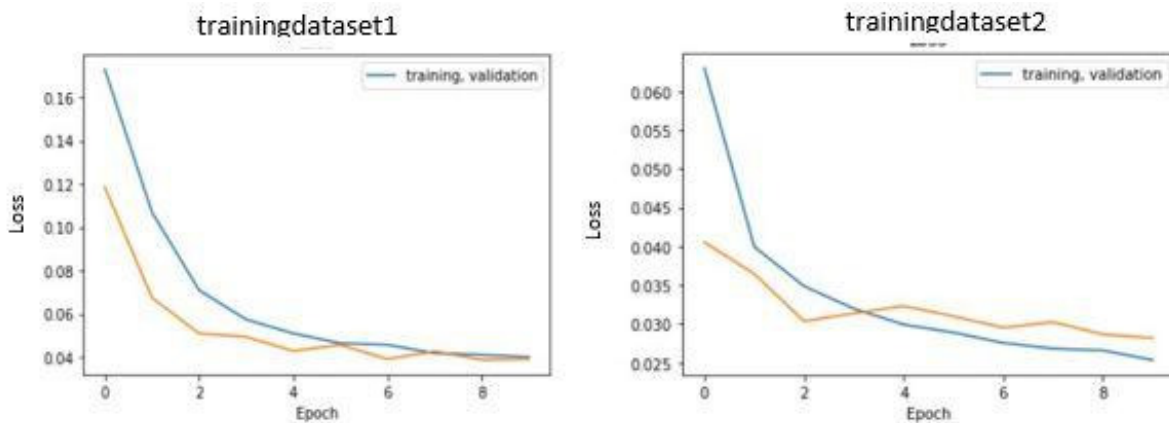 trainingdataset1
training, validation
0.16
0.14
0.12
0.10
0.08
0.06
0.04
Loss
0 2 4 6 8
Epoch
trainingdataset2
training, validation
0.060
0.055
0.050
0.045
0.040
0.035
0.030
0.025
Loss
0 2 4 6 8
Epoch